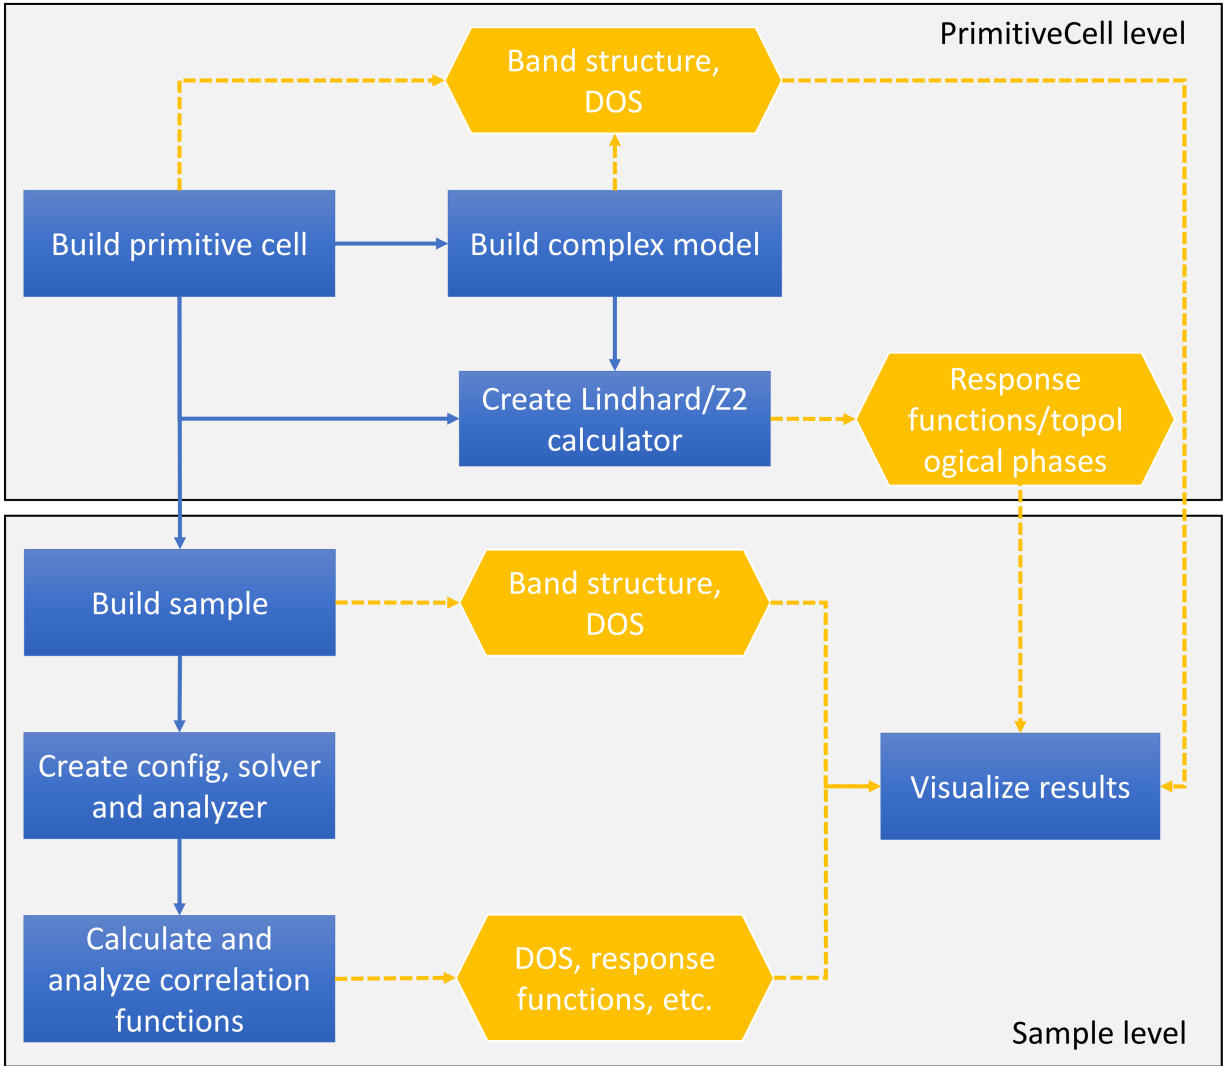 PrimitiveCell level
Band structure,
DOS
Build primitive cell
Build complex model
Create Lindhard/Z2
calculator
Response
functions/topol
ogical phases
Build sample
Band structure,
DOS
Create config, solver
and analyzer
Visualize results
Calculate and
analyze correlation
functions
DOS, response
functions, etc.
Sample level